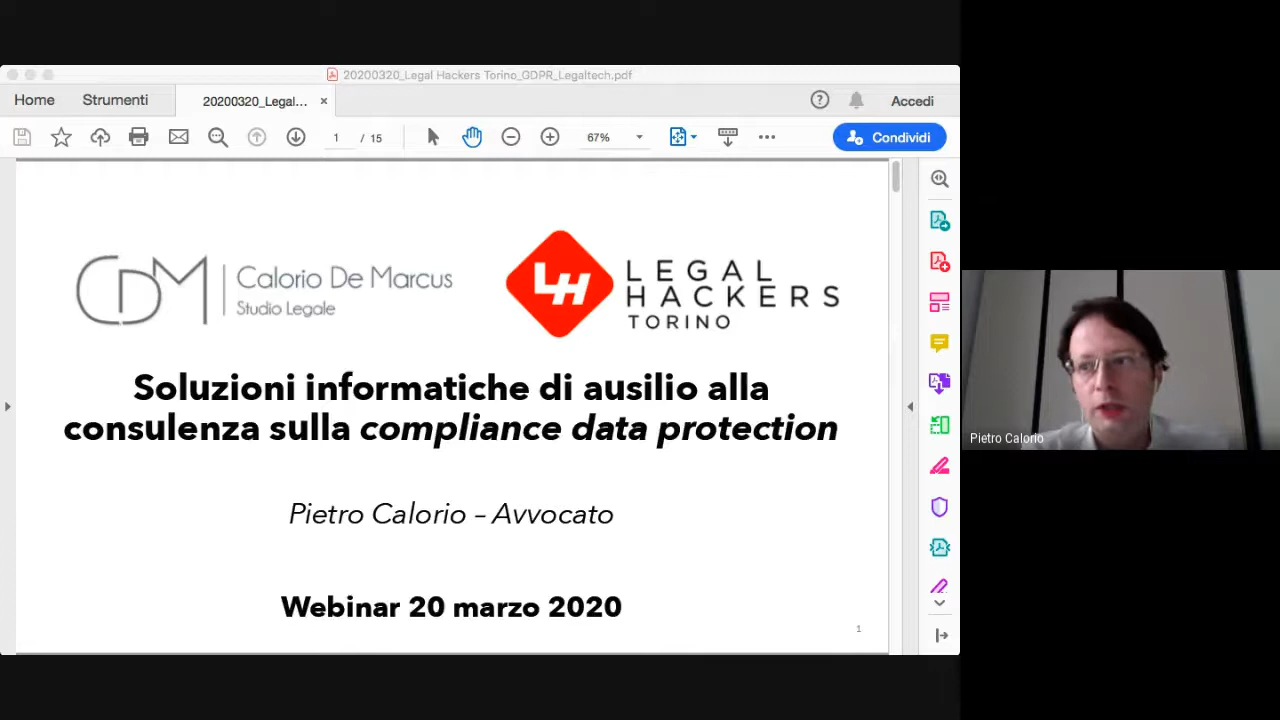 20200320_Legal Hackers Torino_GDPR_Legaltech.pdf
Home Strumenti 20200320_Legal... × ? Accedi
1 / 15 67% Condividi
CDM Calorio De Marcus
Studio Legale
LH LEGAL
HACKERS
TORINO
Soluzioni informatiche di ausilio alla
consulenza sulla compliance data protection
Pietro Calorio – Avvocato
Webinar 20 marzo 2020
1
Pietro Calorio